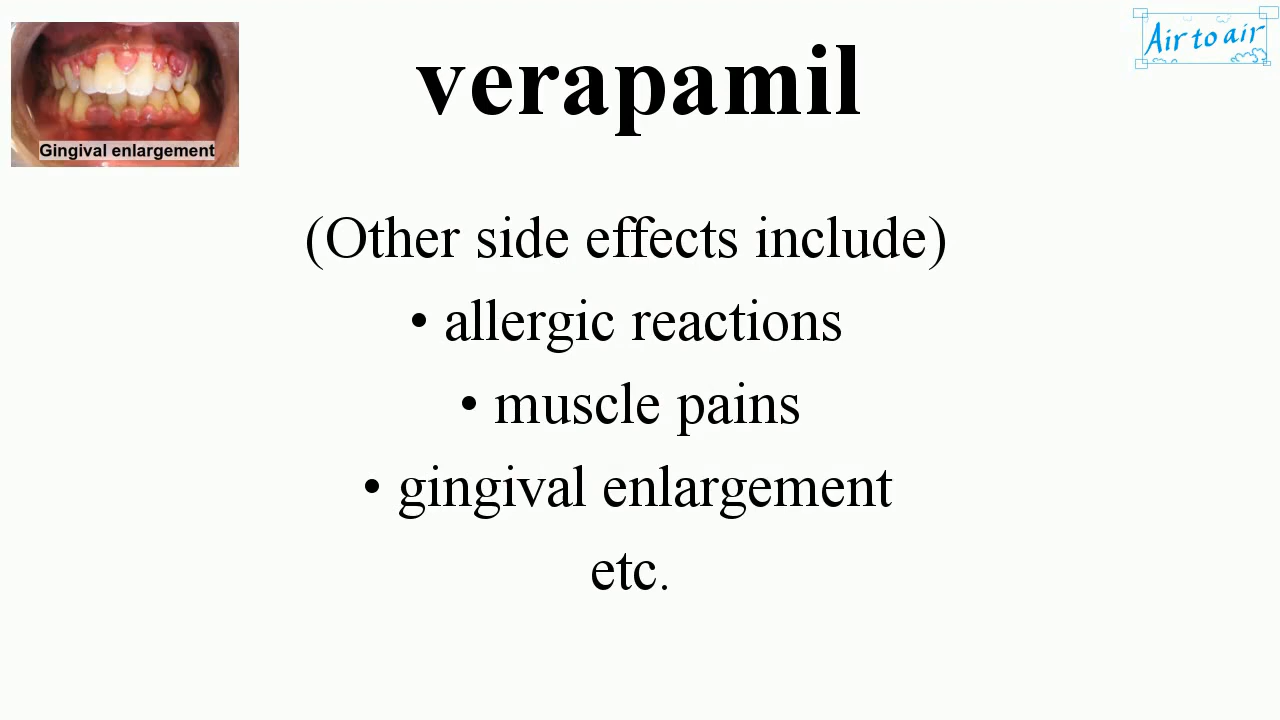 Air to air
verapamil
Gingival enlargement
(Other side effects include)
• allergic reactions
• muscle pains
• gingival enlargement
etc.